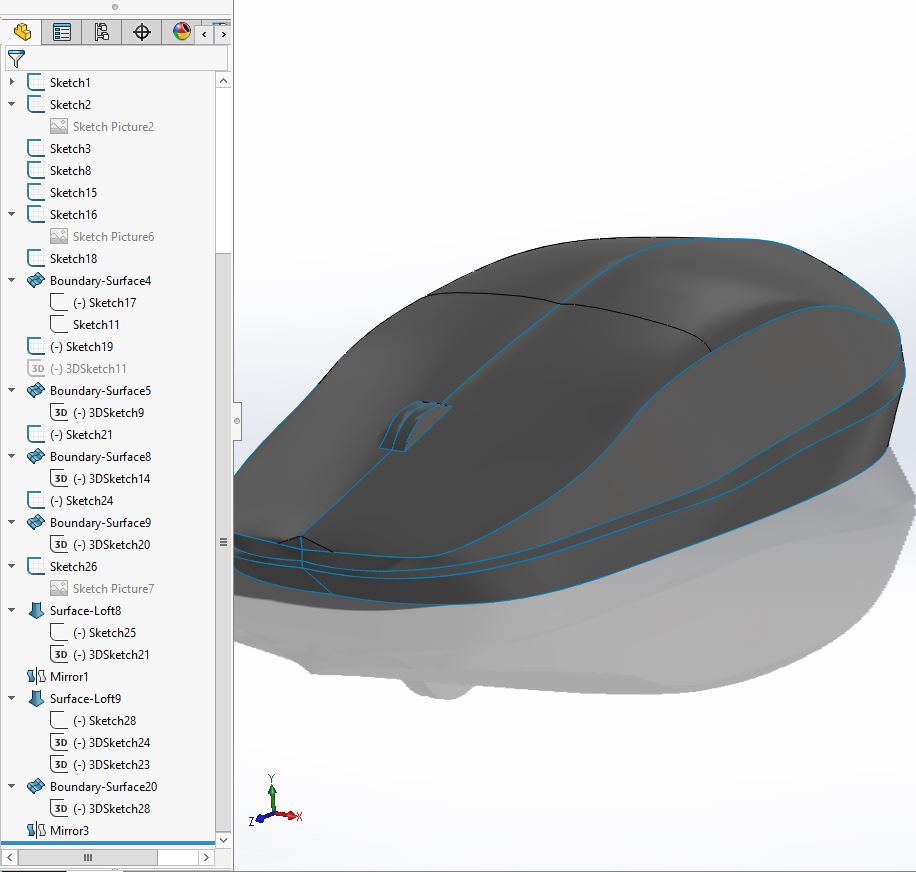 Sketch1
Sketch2
Sketch Picture2
Sketch3
Sketch8
Sketch15
Sketch16
Sketch Picture6
Sketch18
Boundary-Surface4
(-) Sketch17
Sketch11
(-) Sketch19
3D (-) 3DSketch11
Boundary-Surface5
3D (-) 3DSketch9
(-) Sketch21
Boundary-Surface8
3D (-) 3DSketch14
(-) Sketch24
Boundary-Surface9
3D (-) 3DSketch20
Sketch26
Sketch Picture7
Surface-Loft8
(-) Sketch25
3D (-) 3DSketch21
Mirror1
Surface-Loft9
(-) Sketch28
3D (-) 3DSketch24
3D (-) 3DSketch23
Boundary-Surface20
3D (-) 3DSketch28
Mirror3
Y
Z X